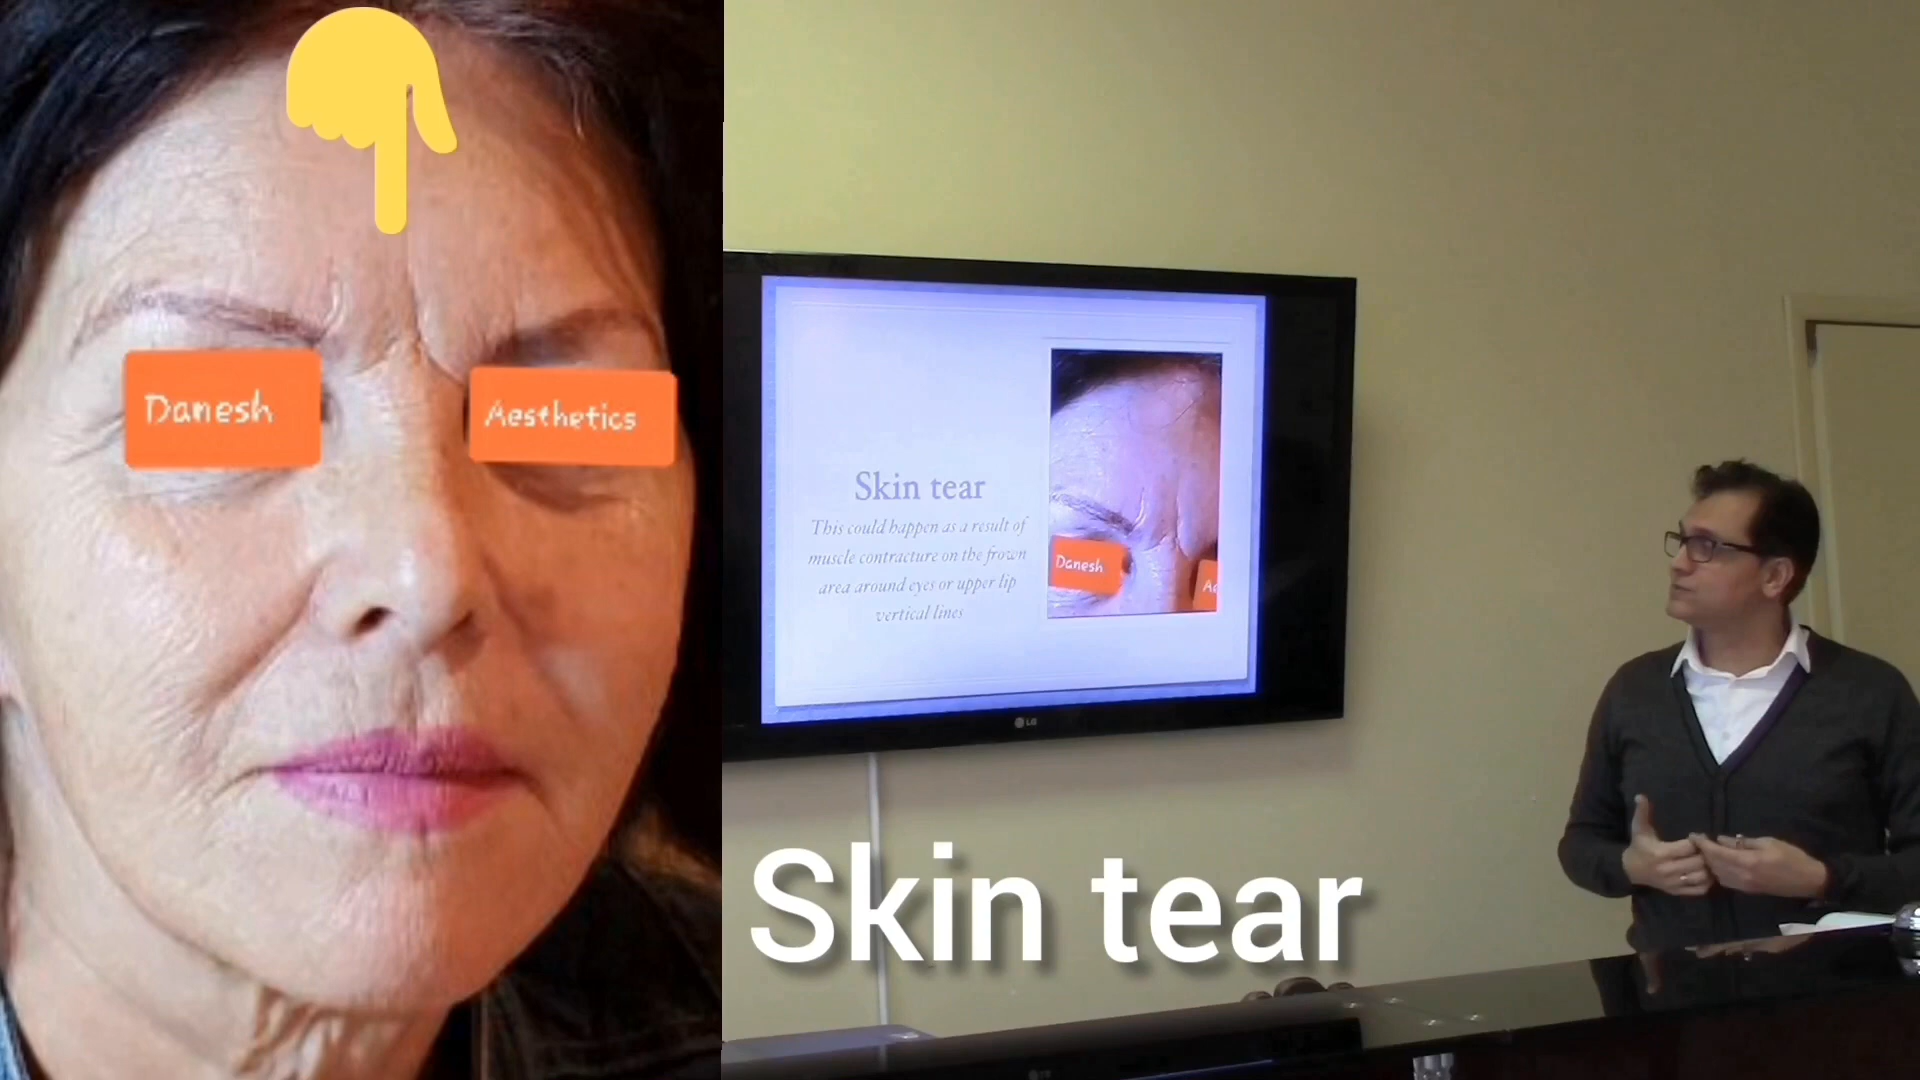 Danesh
Aesthetics
Skin tear
This could happen as a result of
muscle contracture on the frown
area around eyes or upper lip
vertical lines
Danesh
Ae
LG
Skin tear